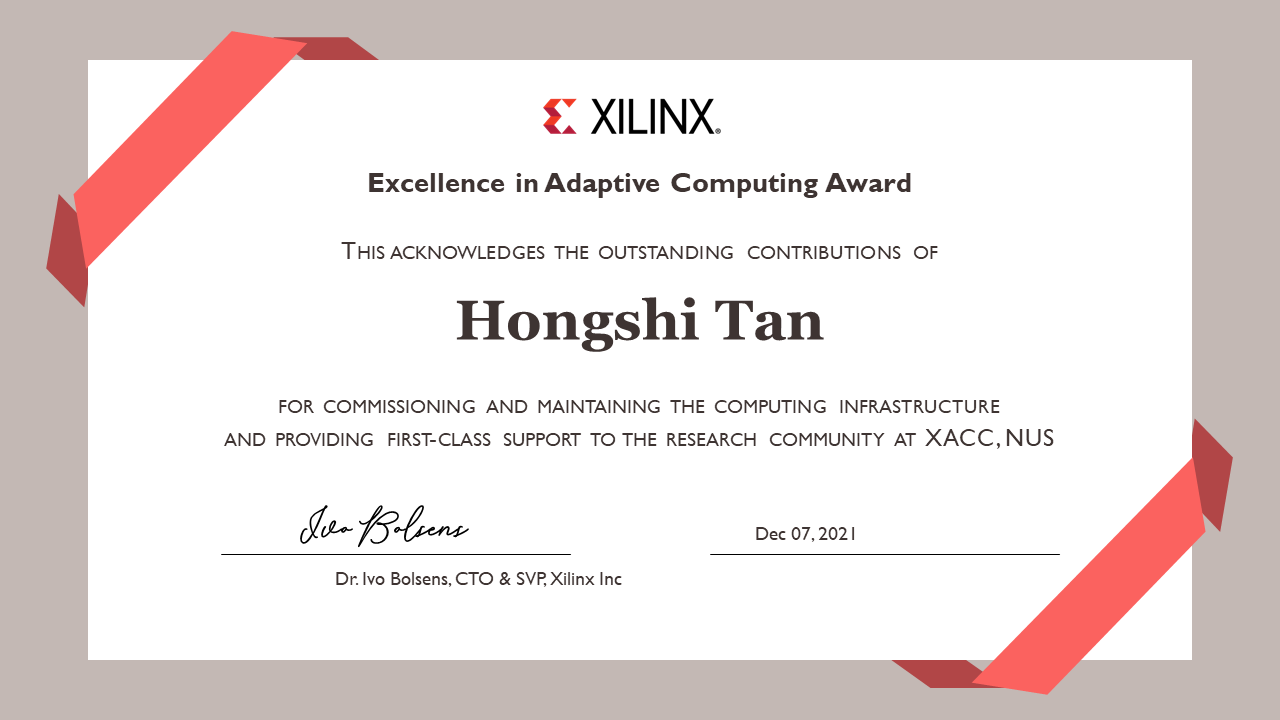 XILINX®
Excellence in Adaptive Computing Award
THIS ACKNOWLEDGES THE OUTSTANDING CONTRIBUTIONS OF
Hongshi Tan
FOR COMMISSIONING AND MAINTAINING THE COMPUTING INFRASTRUCTURE
AND PROVIDING FIRST-CLASS SUPPORT TO THE RESEARCH COMMUNITY AT XACC, NUS
Ivo Bolsens
Dec 07, 2021
Dr. Ivo Bolsens, CTO & SVP, Xilinx Inc